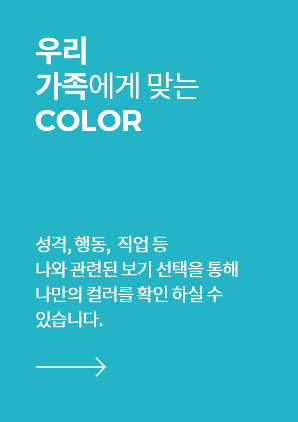 우리
가족에게 맞는
COLOR
성격, 행동, 직업 등
나와 관련된 보기 선택을 통해
나만의 컬러를 확인 하실 수
있습니다.